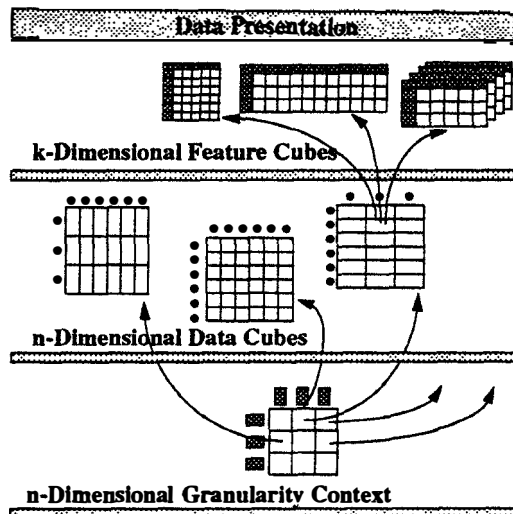 Data Presentation
k-Dimensional Feature Cubes
n-Dimensional Data Cubes
n-Dimensional Granularity Context